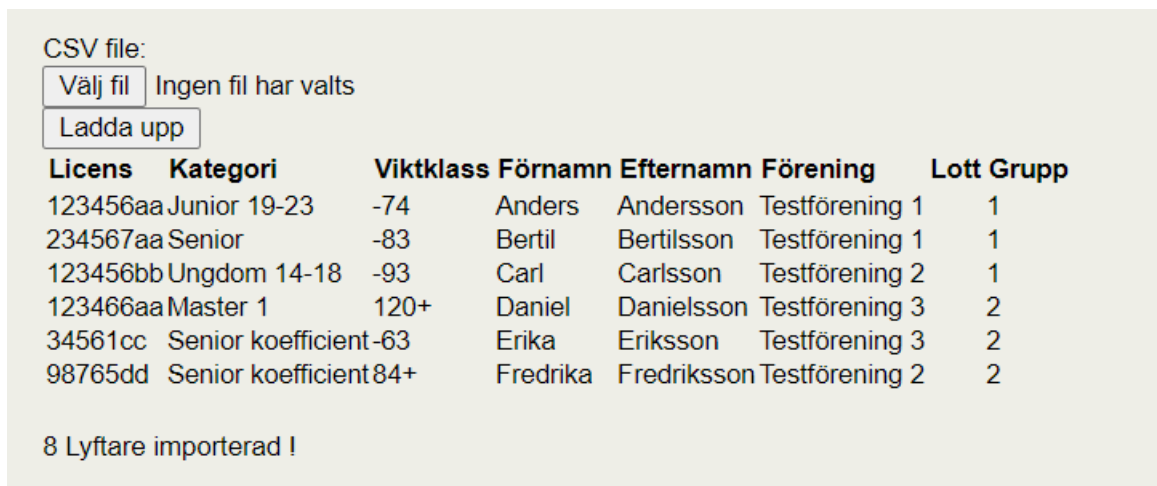 CSV file:
Välj fil Ingen fil har valts
Ladda upp
Licens Kategori Viktklass Förnamn Efternamn Förening Lott Grupp
123456aa Junior 19-23 -74 Anders Andersson Testförening 1 1
234567aa Senior -83 Bertil Bertilsson Testförening 1 1
123456bb Ungdom 14-18 -93 Carl Carlsson Testförening 2 1
123466aa Master 1 120+ Daniel Danielsson Testförening 3 2
34561cc Senior koefficient -63 Erika Eriksson Testförening 3 2
98765dd Senior koefficient 84+ Fredrika Fredriksson Testförening 2 2
8 Lyftare importerad !